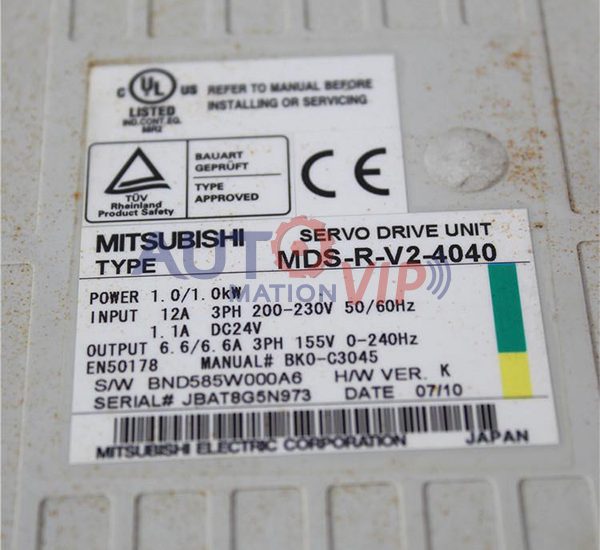 C UL US
LISTED
IND.CONT.EQ.
REFER TO MANUAL BEFORE
INSTALLING OR SERVICING
TÜV
Rheinland
Product Safety
BAUART
GEPRÜFT
TYPE
APPROVED
CE
MITSUBISHI SERVO DRIVE UNIT
TYPE MDS-R-V2-4040
AUTOMATION VIP
POWER 1.0/1.0kW
INPUT 12A 3PH 200-230V 50/60Hz
1.1A DC24V
OUTPUT 6.6/6.6A 3PH 155V 0-240Hz
EN50178 MANUAL# BKO-C3045
S/W BND585W000A6 H/W VER. K
SERIAL# JBAT8G5N973 DATE 07/10
MITSUBISHI ELECTRIC CORPORATION JAPAN